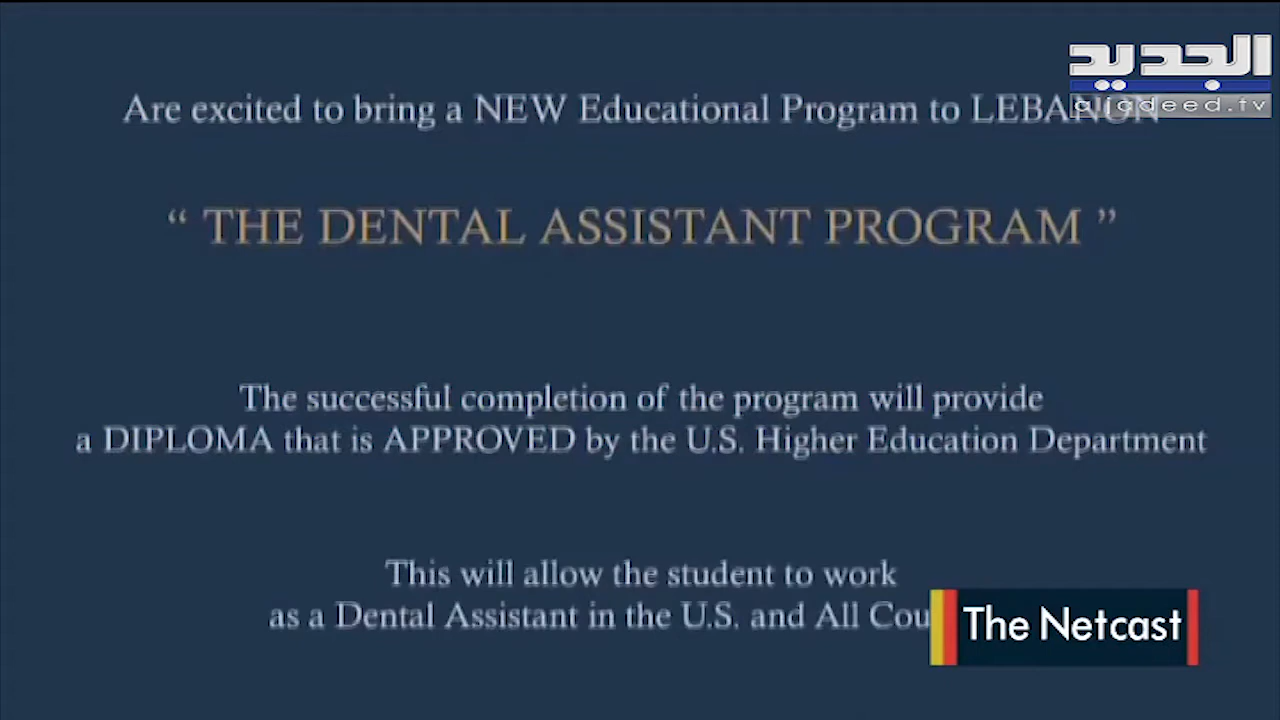 الجديد
aljadeed.tv
Are excited to bring a NEW Educational Program to LEBANON
“ THE DENTAL ASSISTANT PROGRAM ”
The successful completion of the program will provide
a DIPLOMA that is APPROVED by the U.S. Higher Education Department
This will allow the student to work
as a Dental Assistant in the U.S. and All Cou
The Netcast